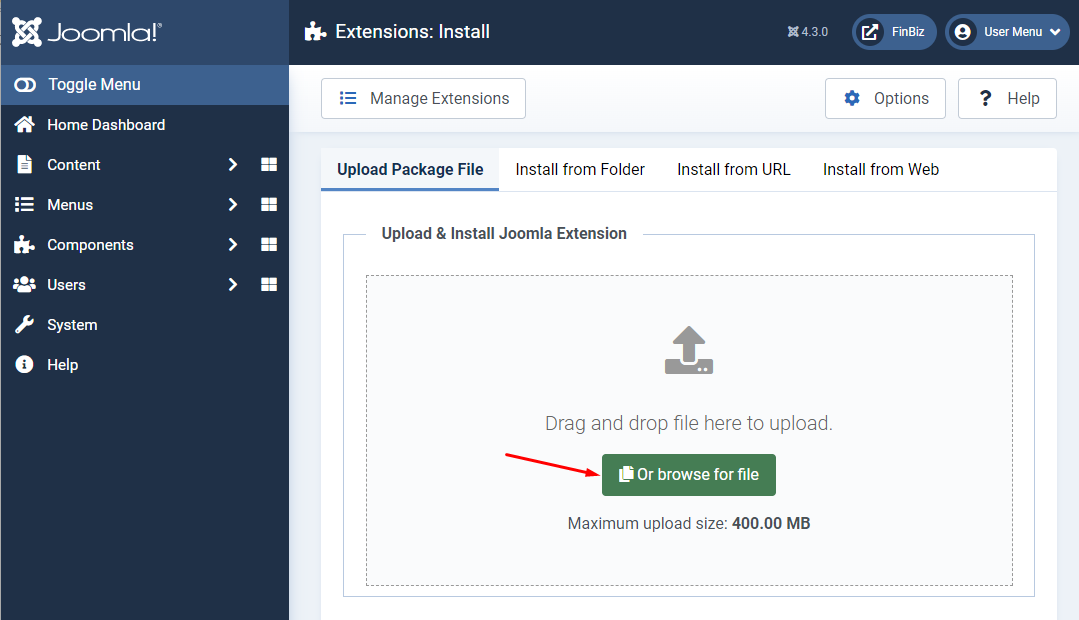 Joomla!®
Extensions: Install
4.3.0
FinBiz
User Menu
Toggle Menu
Home Dashboard
Content
Menus
Components
Users
System
Help
Manage Extensions
Options
? Help
Upload Package File
Install from Folder
Install from URL
Install from Web
Upload & Install Joomla Extension
Drag and drop file here to upload.
Or browse for file
Maximum upload size: 400.00 MB